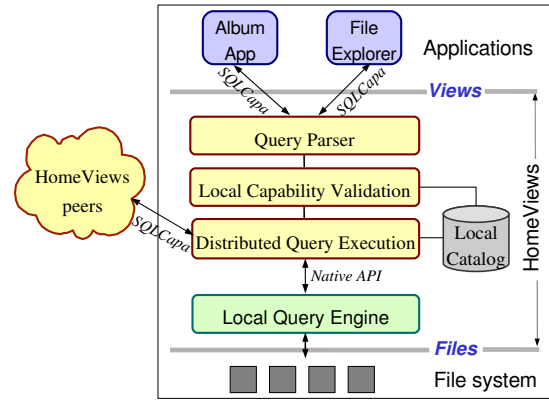 Album
App
File
Explorer
Applications
SQLCapa
SQLCapa
Views
Query Parser
HomeViews
peers
Local Capability Validation
SQLCapa
Distributed Query Execution
Local
Catalog
HomeViews
Native API
Local Query Engine
Files
File system